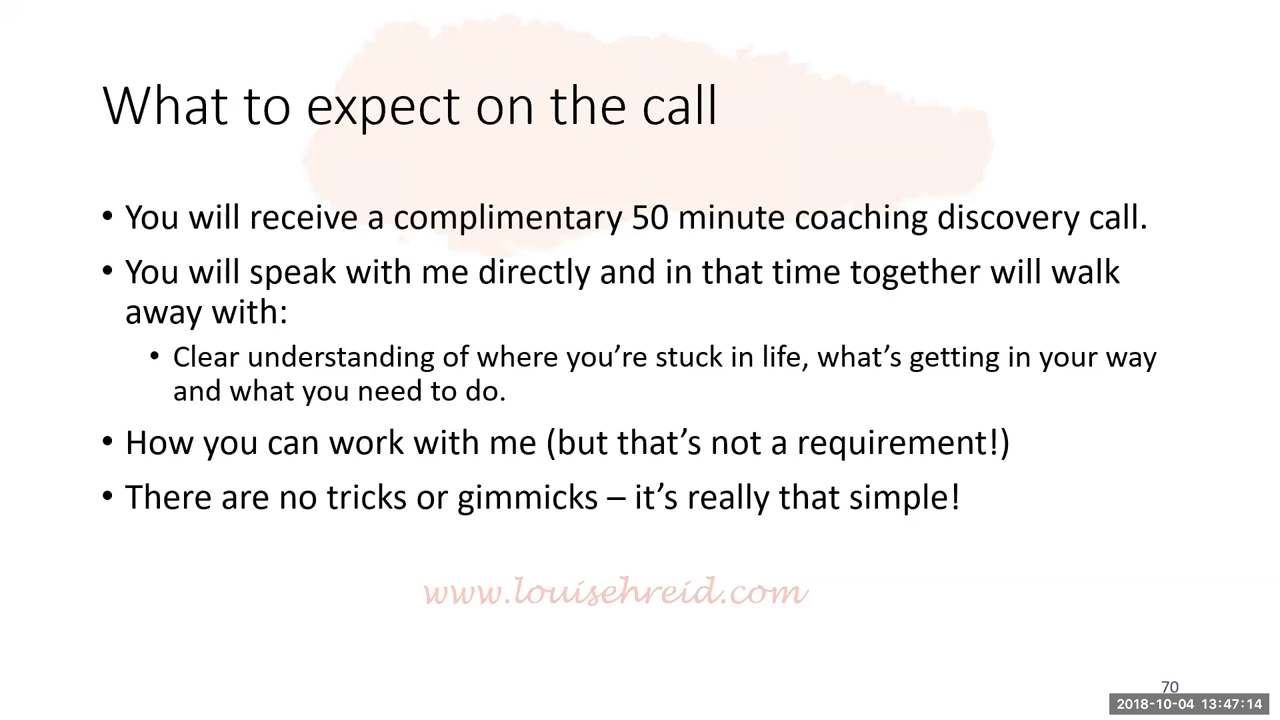 What to expect on the call
• You will receive a complimentary 50 minute coaching discovery call.
• You will speak with me directly and in that time together will walk
away with:
• Clear understanding of where you’re stuck in life, what’s getting in your way
and what you need to do.
• How you can work with me (but that’s not a requirement!)
• There are no tricks or gimmicks – it’s really that simple!
www.louisehreid.com
70
2018-10-04 13:47:14